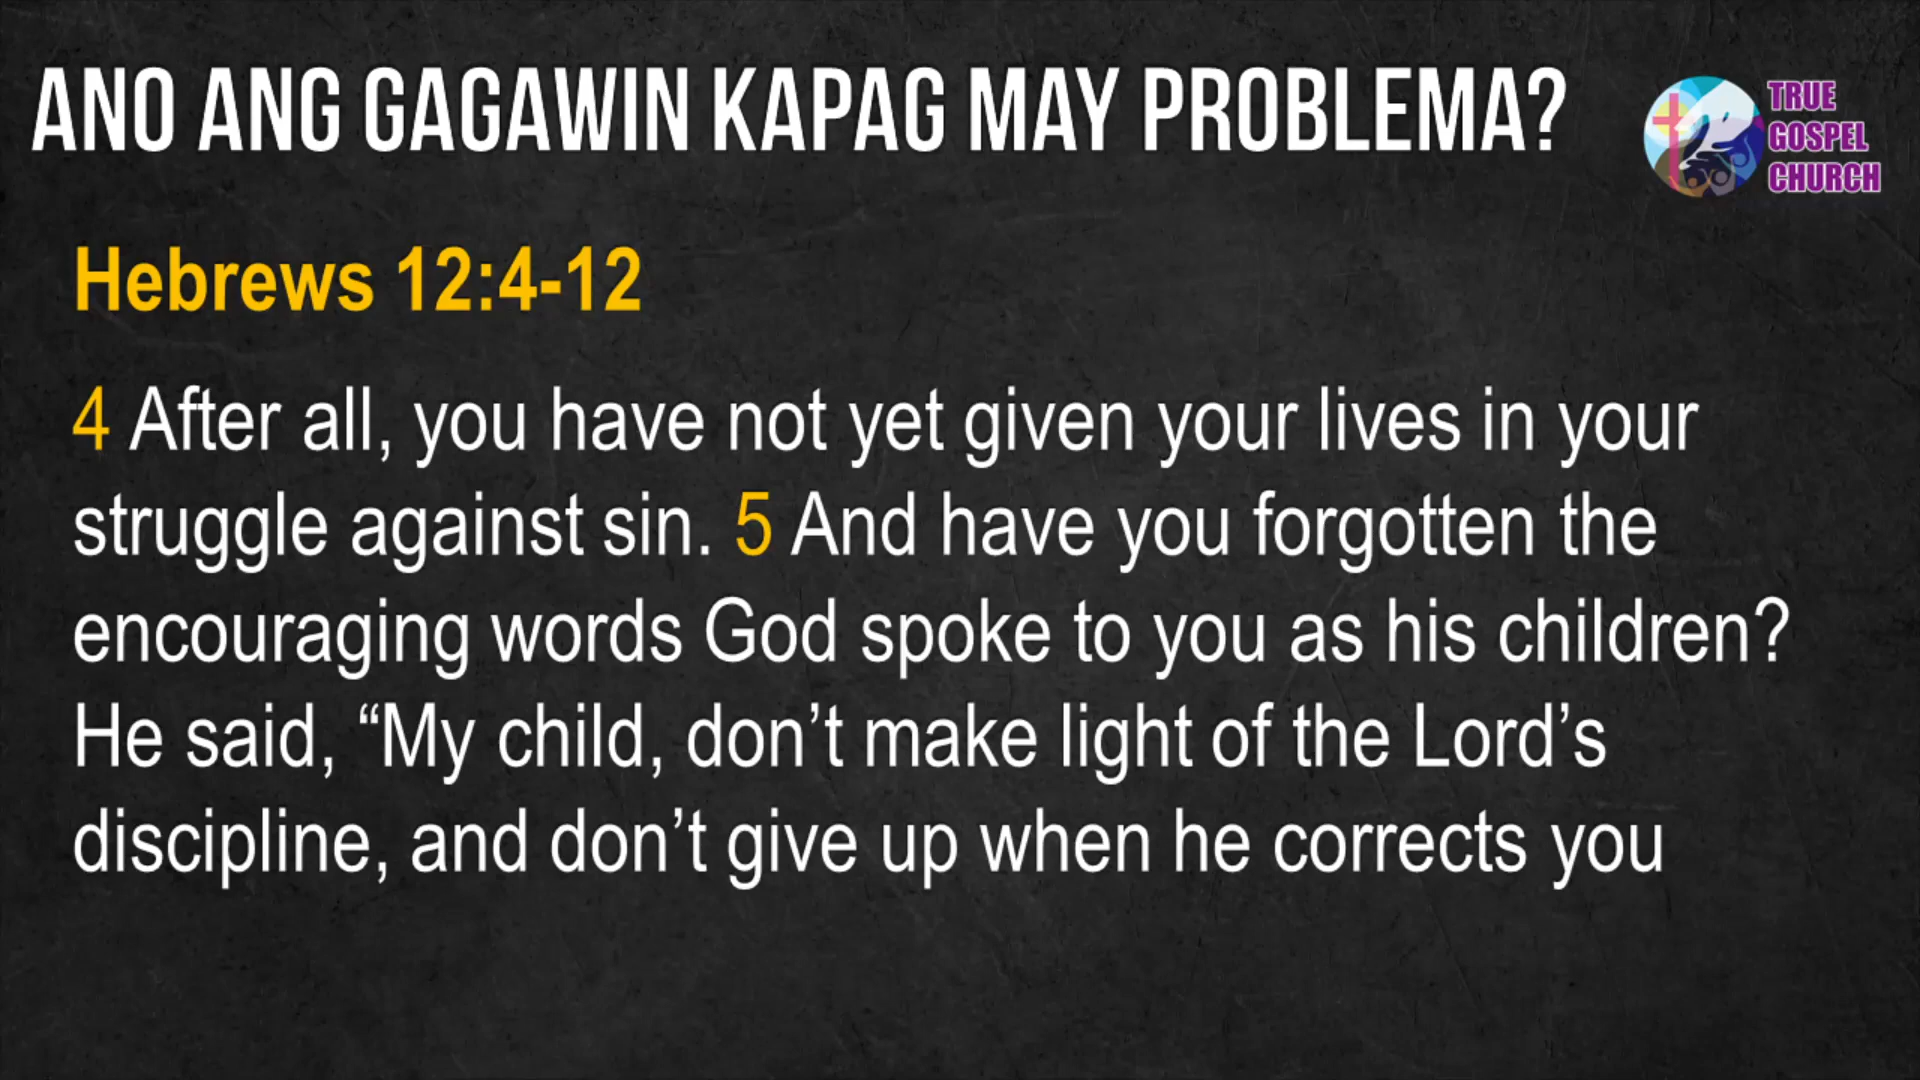 ANO ANG GAGAWIN KAPAG MAY PROBLEMA?
TRUE
GOSPEL
CHURCH
Hebrews 12:4-12
4 After all, you have not yet given your lives in your
struggle against sin. 5 And have you forgotten the
encouraging words God spoke to you as his children?
He said, “My child, don’t make light of the Lord’s
discipline, and don’t give up when he corrects you